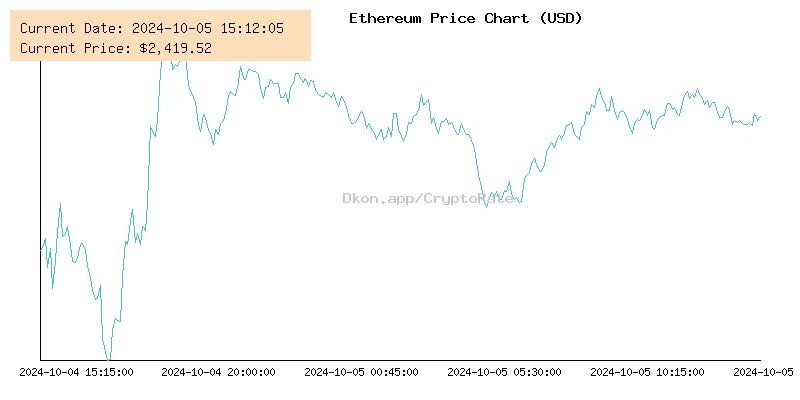 Ethereum Price Chart (USD)
Current Date: 2024-10-05 15:12:05
Current Price: $2,419.52
Dkon.app/CryptoRate
2024-10-04 15:15:00 2024-10-04 20:00:00 2024-10-05 00:45:00 2024-10-05 05:30:00 2024-10-05 10:15:00 2024-10-05